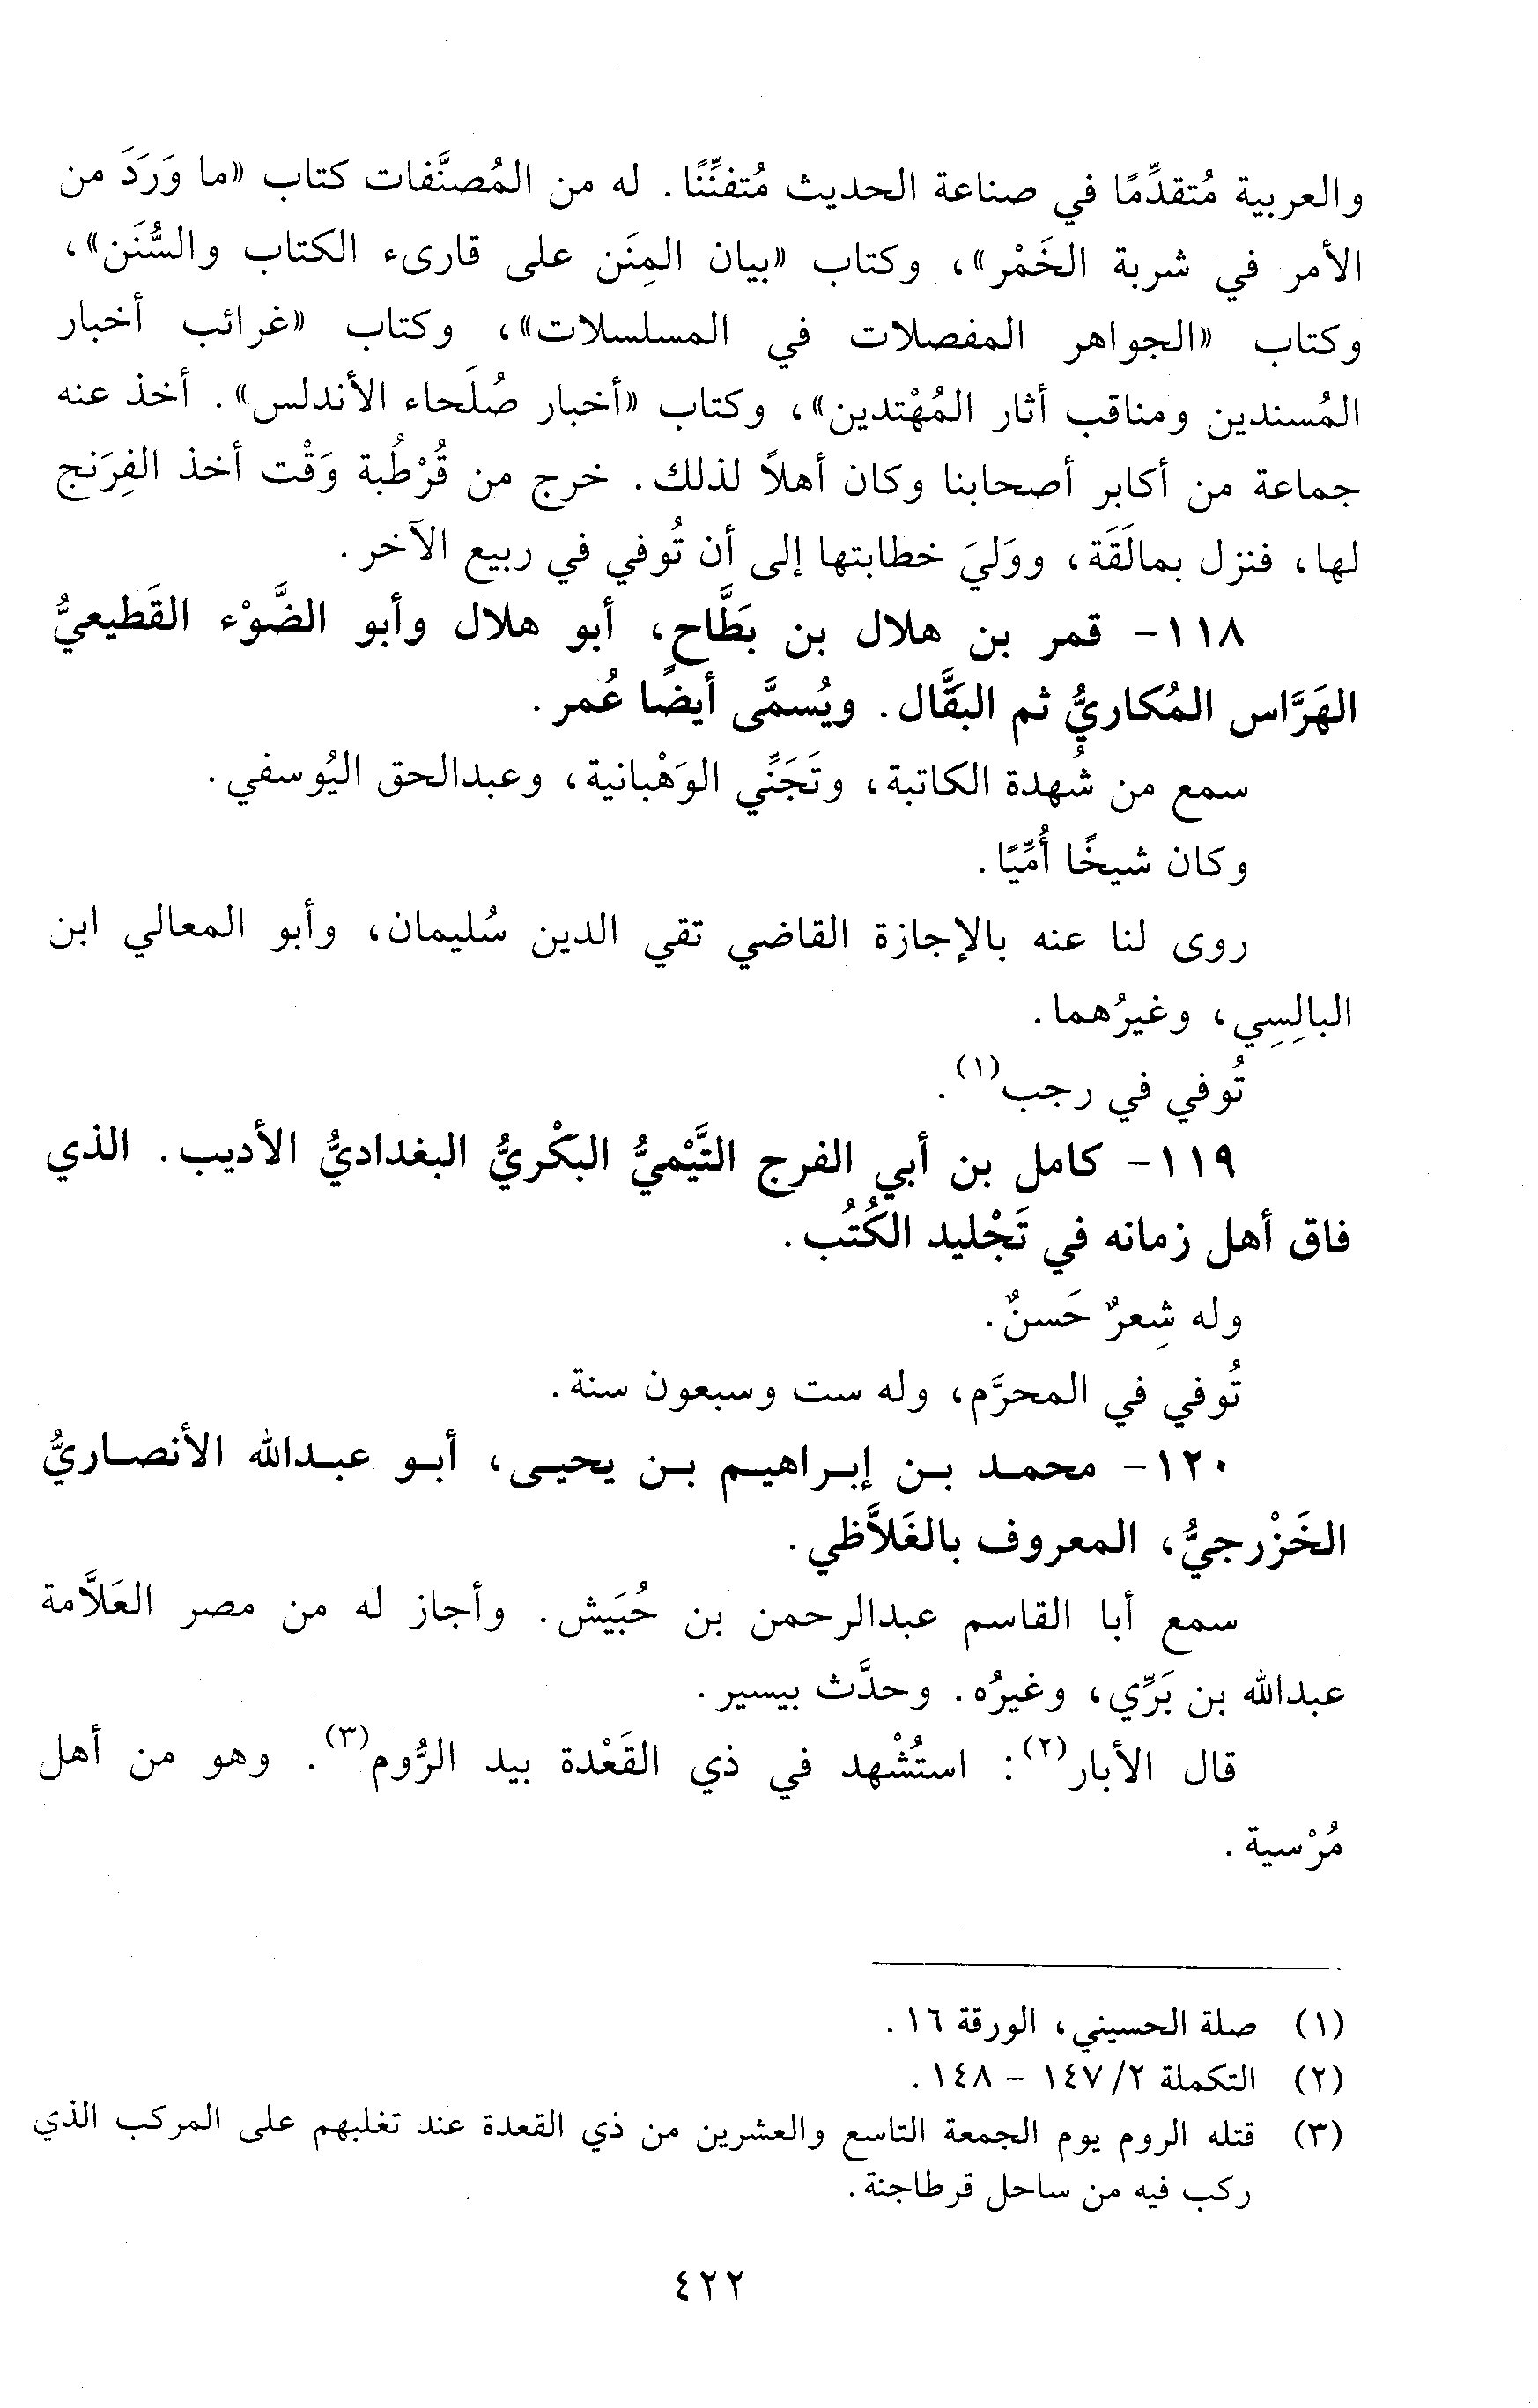 والعربية مُتقدِّمًا في صناعة الحديث مُتفنِّنًا. له من المُصنَّفات كتاب «ما وَرَدَ من
الأمر في شربة الخَمْر»، وكتاب «بيان المِنَن على قارىء الكتاب والسُّنَن»،
وكتاب «الجواهر المفصلات في المسلسلات»، وكتاب «غرائب أخبار
المُسندين ومناقب أثار المُهْتدين»، وكتاب «أخبار صُلَحاء الأندلس». أخذ عنه
جماعة من أكابر أصحابنا وكان أهلاً لذلك. خرج من قُرْطُبة وَقْت أخذ الفِرَنج
لها، فنزل بمالَقَة، ووَليَ خطابتها إلى أن تُوفي في ربيع الآخر.
١١٨- قمر بن هلال بن بَطَّاح، أبو هلال وأبو الضَّوْء القَطيعيُّ
الهَرَّاس المُكاريُّ ثم البَقَّال. ويُسمَّى أيضًا عُمر.
سمع من شُهدة الكاتبة، وتَجَنِّي الوَهْبانية، وعبدالحق اليُوسفي.
وكان شيخًا أُمِّيًا.
روى لنا عنه بالإجازة القاضي تقي الدين سُليمان، وأبو المعالي ابن
البالِسِي، وغيرُهما.
تُوفي في رجب(١).
١١٩- كامل بن أبي الفرج التَّيْميُّ البَكْريُّ البغداديُّ الأديب. الذي
فاق أهل زمانه في تَجْليد الكُتُب.
وله شِعرٌ حَسنٌ.
تُوفي في المحرَّم، وله ست وسبعون سنة.
١٢٠- محمد بن إبراهيم بن يحيى، أبو عبدالله الأنصاريُّ
الخَزْرجيُّ، المعروف بالغَلاَّظي.
سمع أبا القاسم عبدالرحمن بن حُبَيش. وأجاز له من مصر العَلاَّمة
عبدالله بن بَرِّي، وغيرُه. وحدَّث بيسير.
قال الأبار(٢): استُشْهد في ذي القَعْدة بيد الرُّوم(٣). وهو من أهل
مُرْسية.
(١) صلة الحسيني، الورقة ١٦.
(٢) التكملة ٢/ ١٤٧ - ١٤٨.
(٣) قتله الروم يوم الجمعة التاسع والعشرين من ذي القعدة عند تغلبهم على المركب الذي
ركب فيه من ساحل قرطاجنة.
٤٢٢